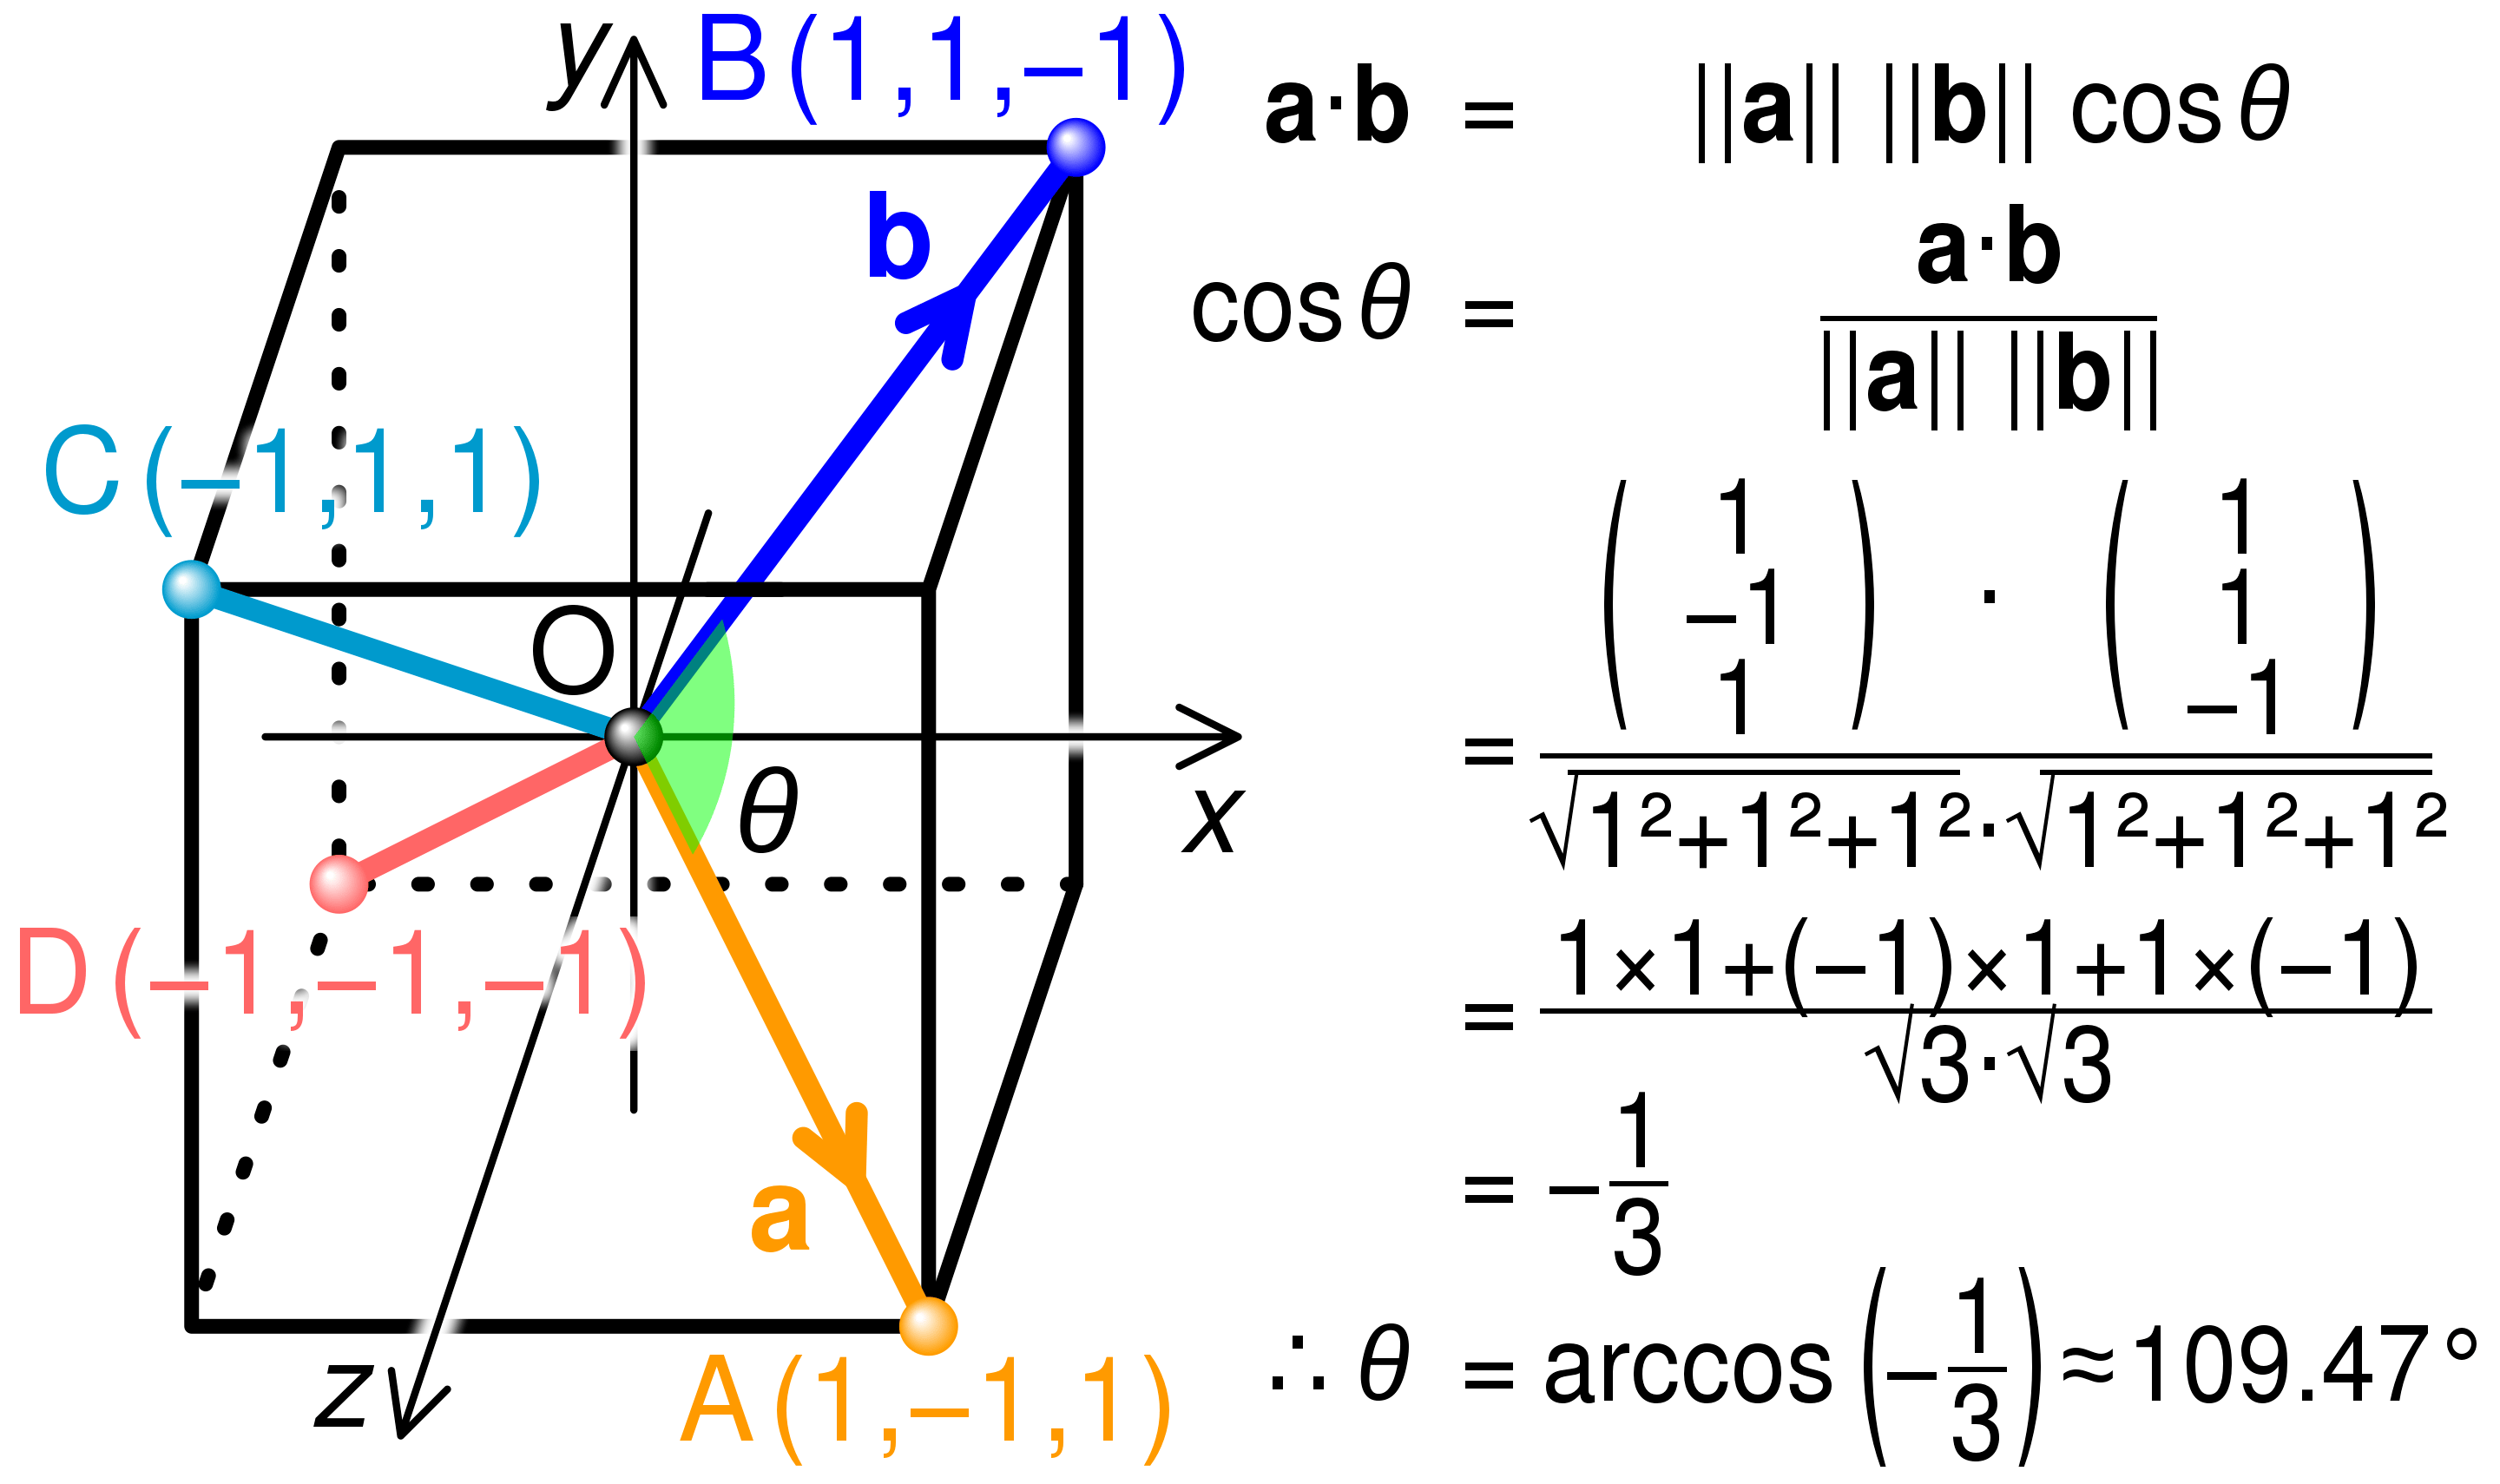 y
B(1,1,−1)
b
C(−1,1,1)
O
θ
x
D(−1,−1,−1)
a
z
A(1,−1,1)
a·b = ||a|| ||b|| cos θ
cos θ = a·b
||a|| ||b||
1 1
−1 · 1
1 −1
= √1²+1²+1²·√1²+1²+1²
1×1+(−1)×1+1×(−1)
= √3·√3
= −1/3
∴ θ = arccos(−1/3)≈109.47°